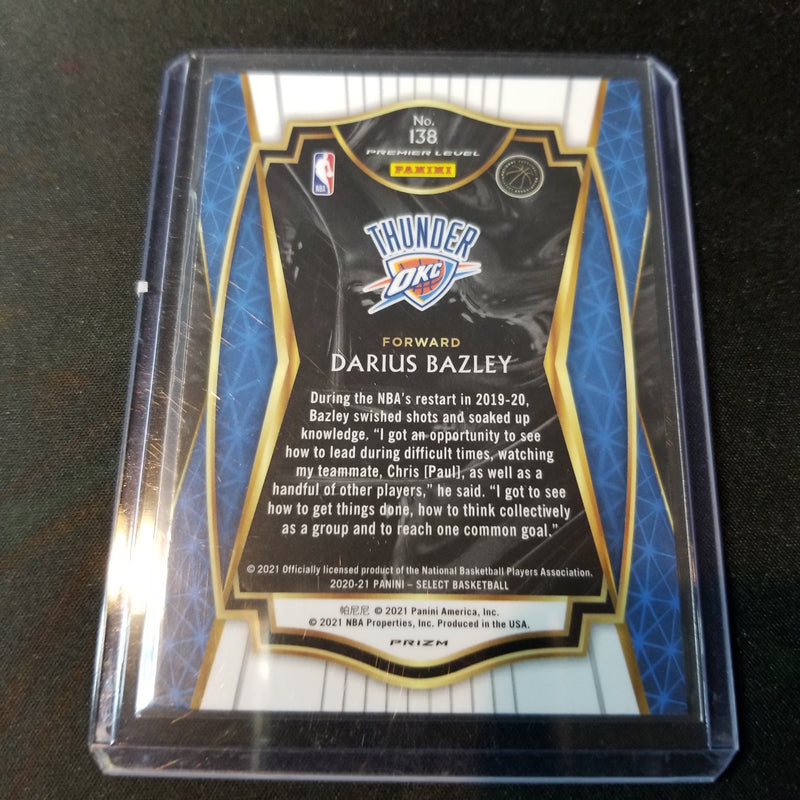 No.
138
PREMIER LEVEL
PANINI
NBA
THUNDER
OKC
FORWARD
DARIUS BAZLEY
During the NBA's restart in 2019-20,
Bazley swished shots and soaked up
knowledge. “I got an opportunity to see
how to lead during difficult times, watching
my teammate, Chris [Paul], as well as a
handful of other players,” he said. “I got to see
how to get things done, how to think collectively
as a group and to reach one common goal.”
© 2021 Officially licensed product of the National Basketball Players Association.
2020-21 PANINI – SELECT BASKETBALL
帕尼尼 © 2021 Panini America, Inc.
© 2021 NBA Properties, Inc. Produced in the USA.
PRIZM